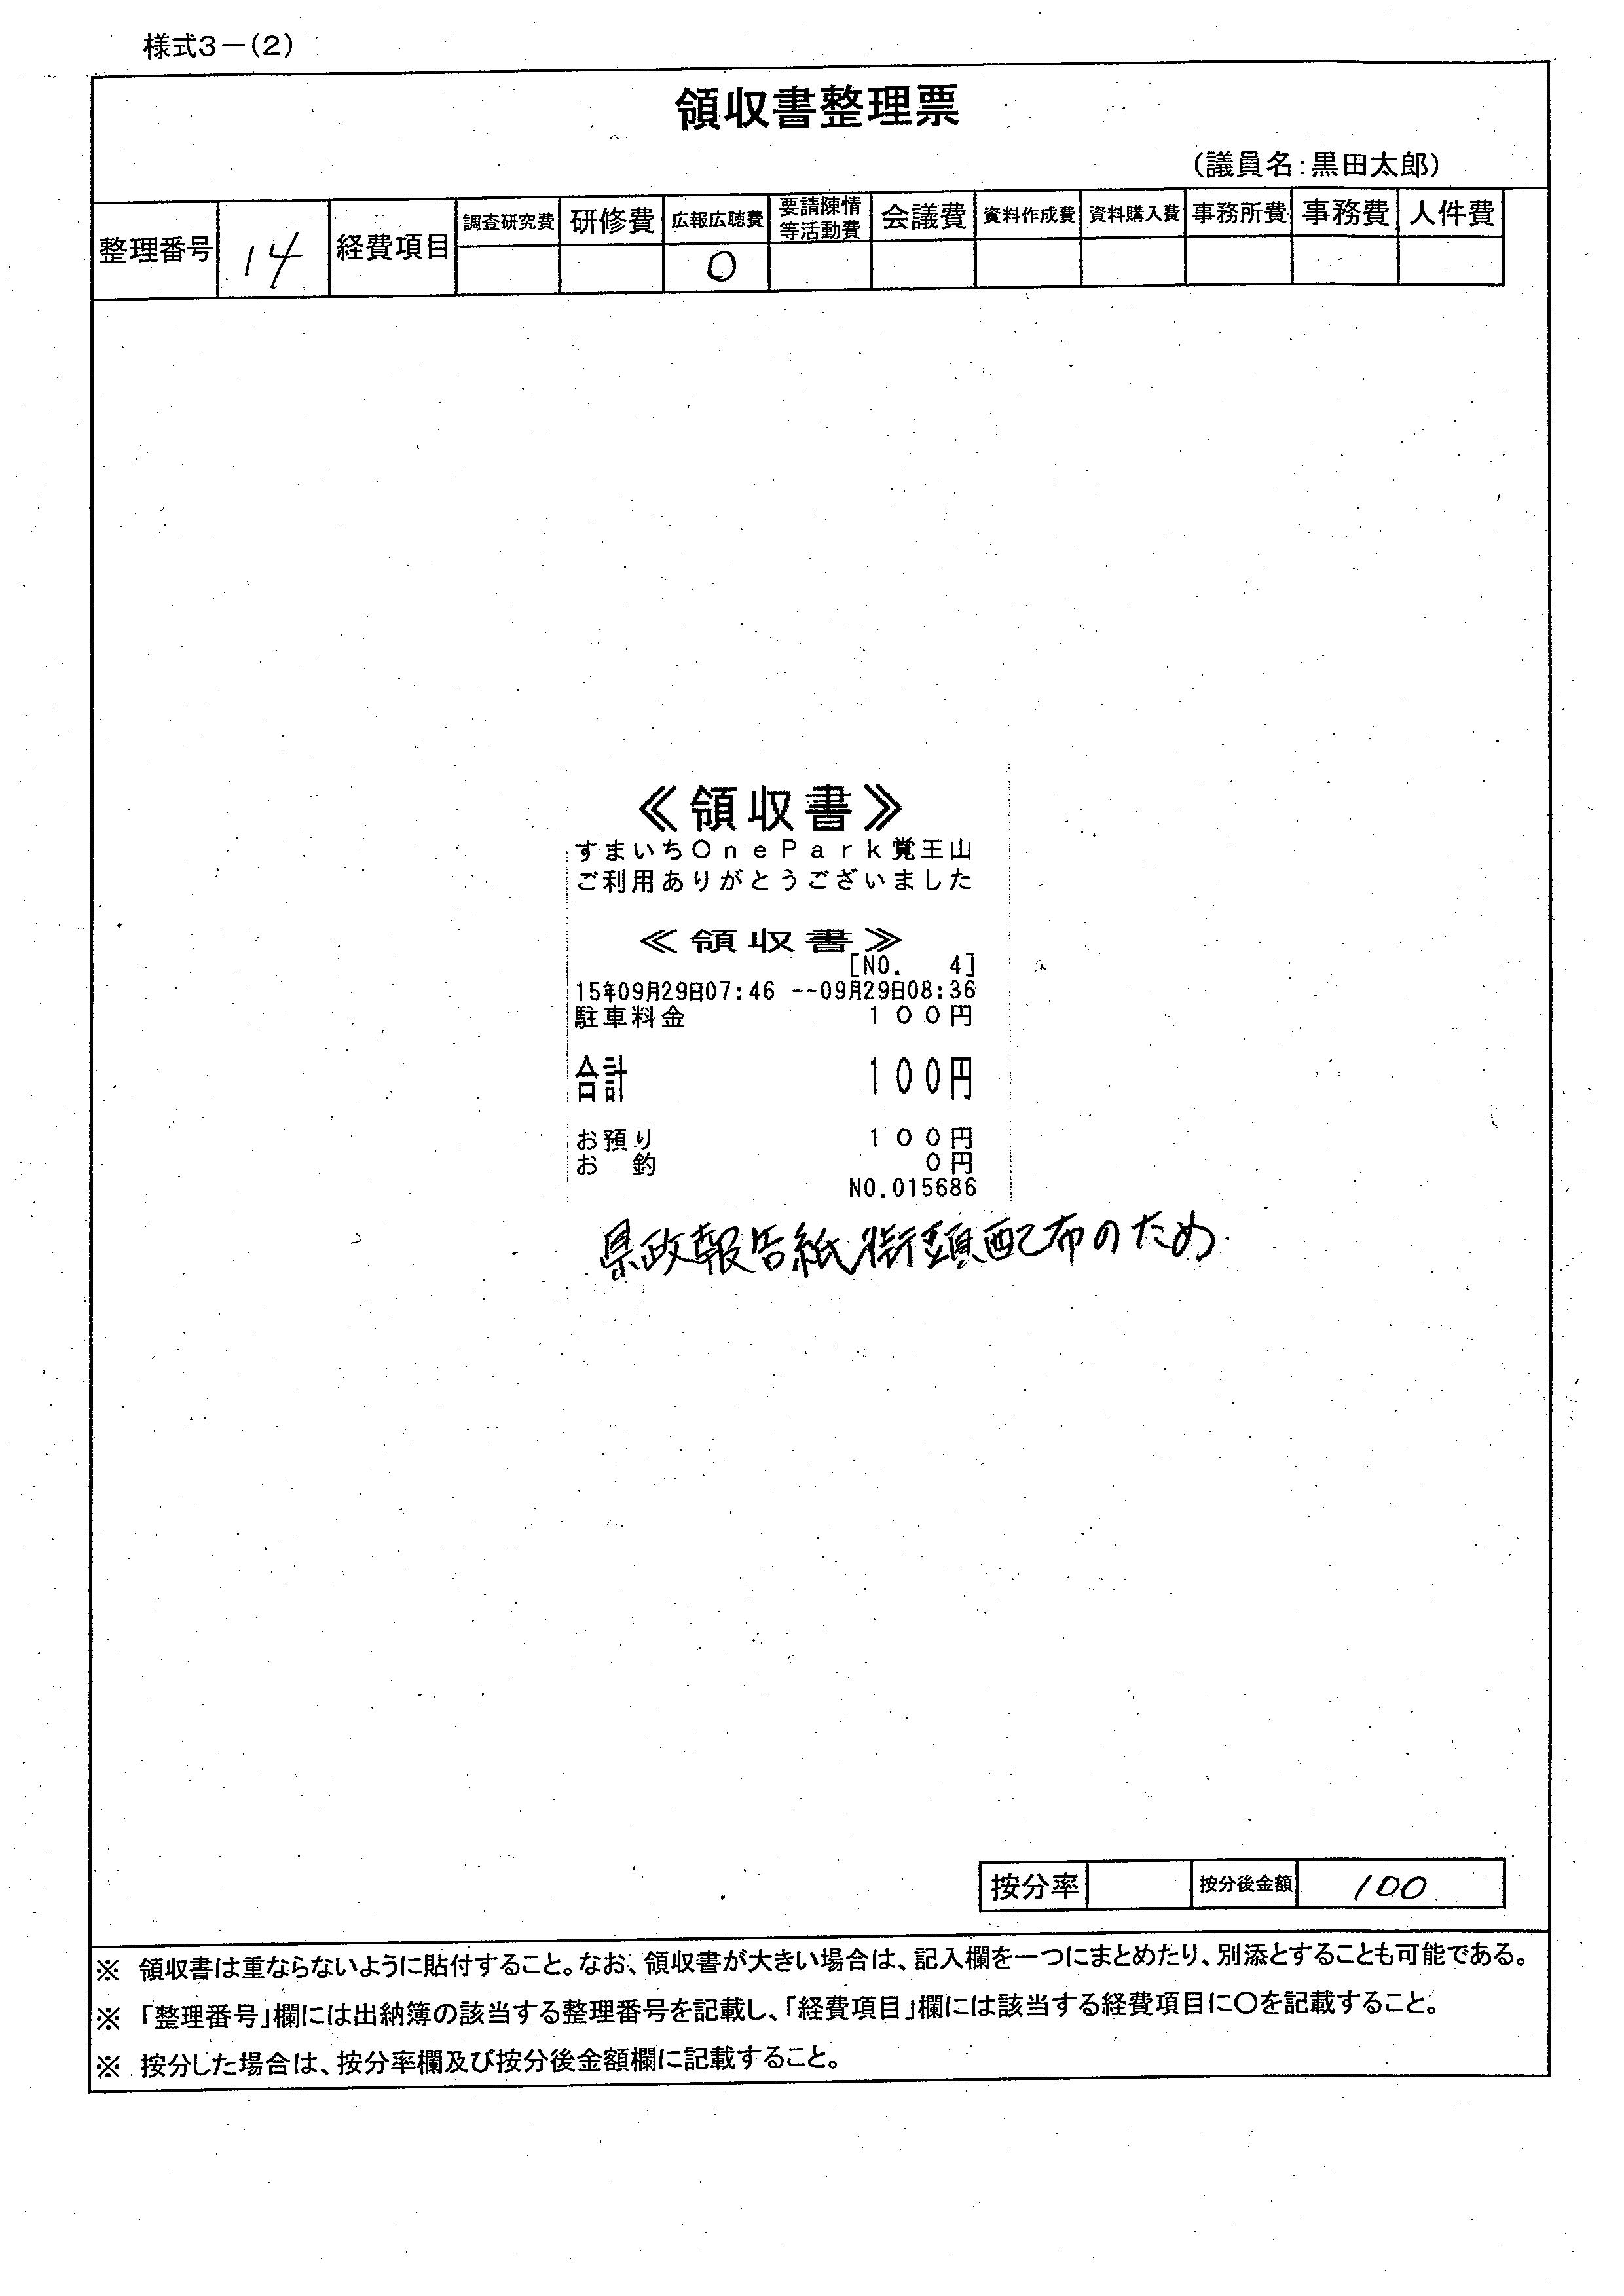 様式3－(2)
領収書整理票
(議員名:黒田太郎)
整理番号 14 経費項目 調査研究費 研修費 広報広聴費 要請陳情等活動費 会議費 資料作成費 資料購入費 事務所費 事務費 人件費
○
≪領収書≫
すまいちOnePark覚王山
ご利用ありがとうございました
≪領収書≫
[NO. 4]
15年09月29日07:46 --09月29日08:36
駐車料金 100円
合計 100円
お預り 100円
お 釣 0円
NO.015686
県政報告紙街頭配布のため
按分率 按分後金額 100
※ 領収書は重ならないように貼付すること。なお、領収書が大きい場合は、記入欄を一つにまとめたり、別添とすることも可能である。
※ 「整理番号」欄には出納簿の該当する整理番号を記載し、「経費項目」欄には該当する経費項目に○を記載すること。
※ 按分した場合は、按分率欄及び按分後金額欄に記載すること。